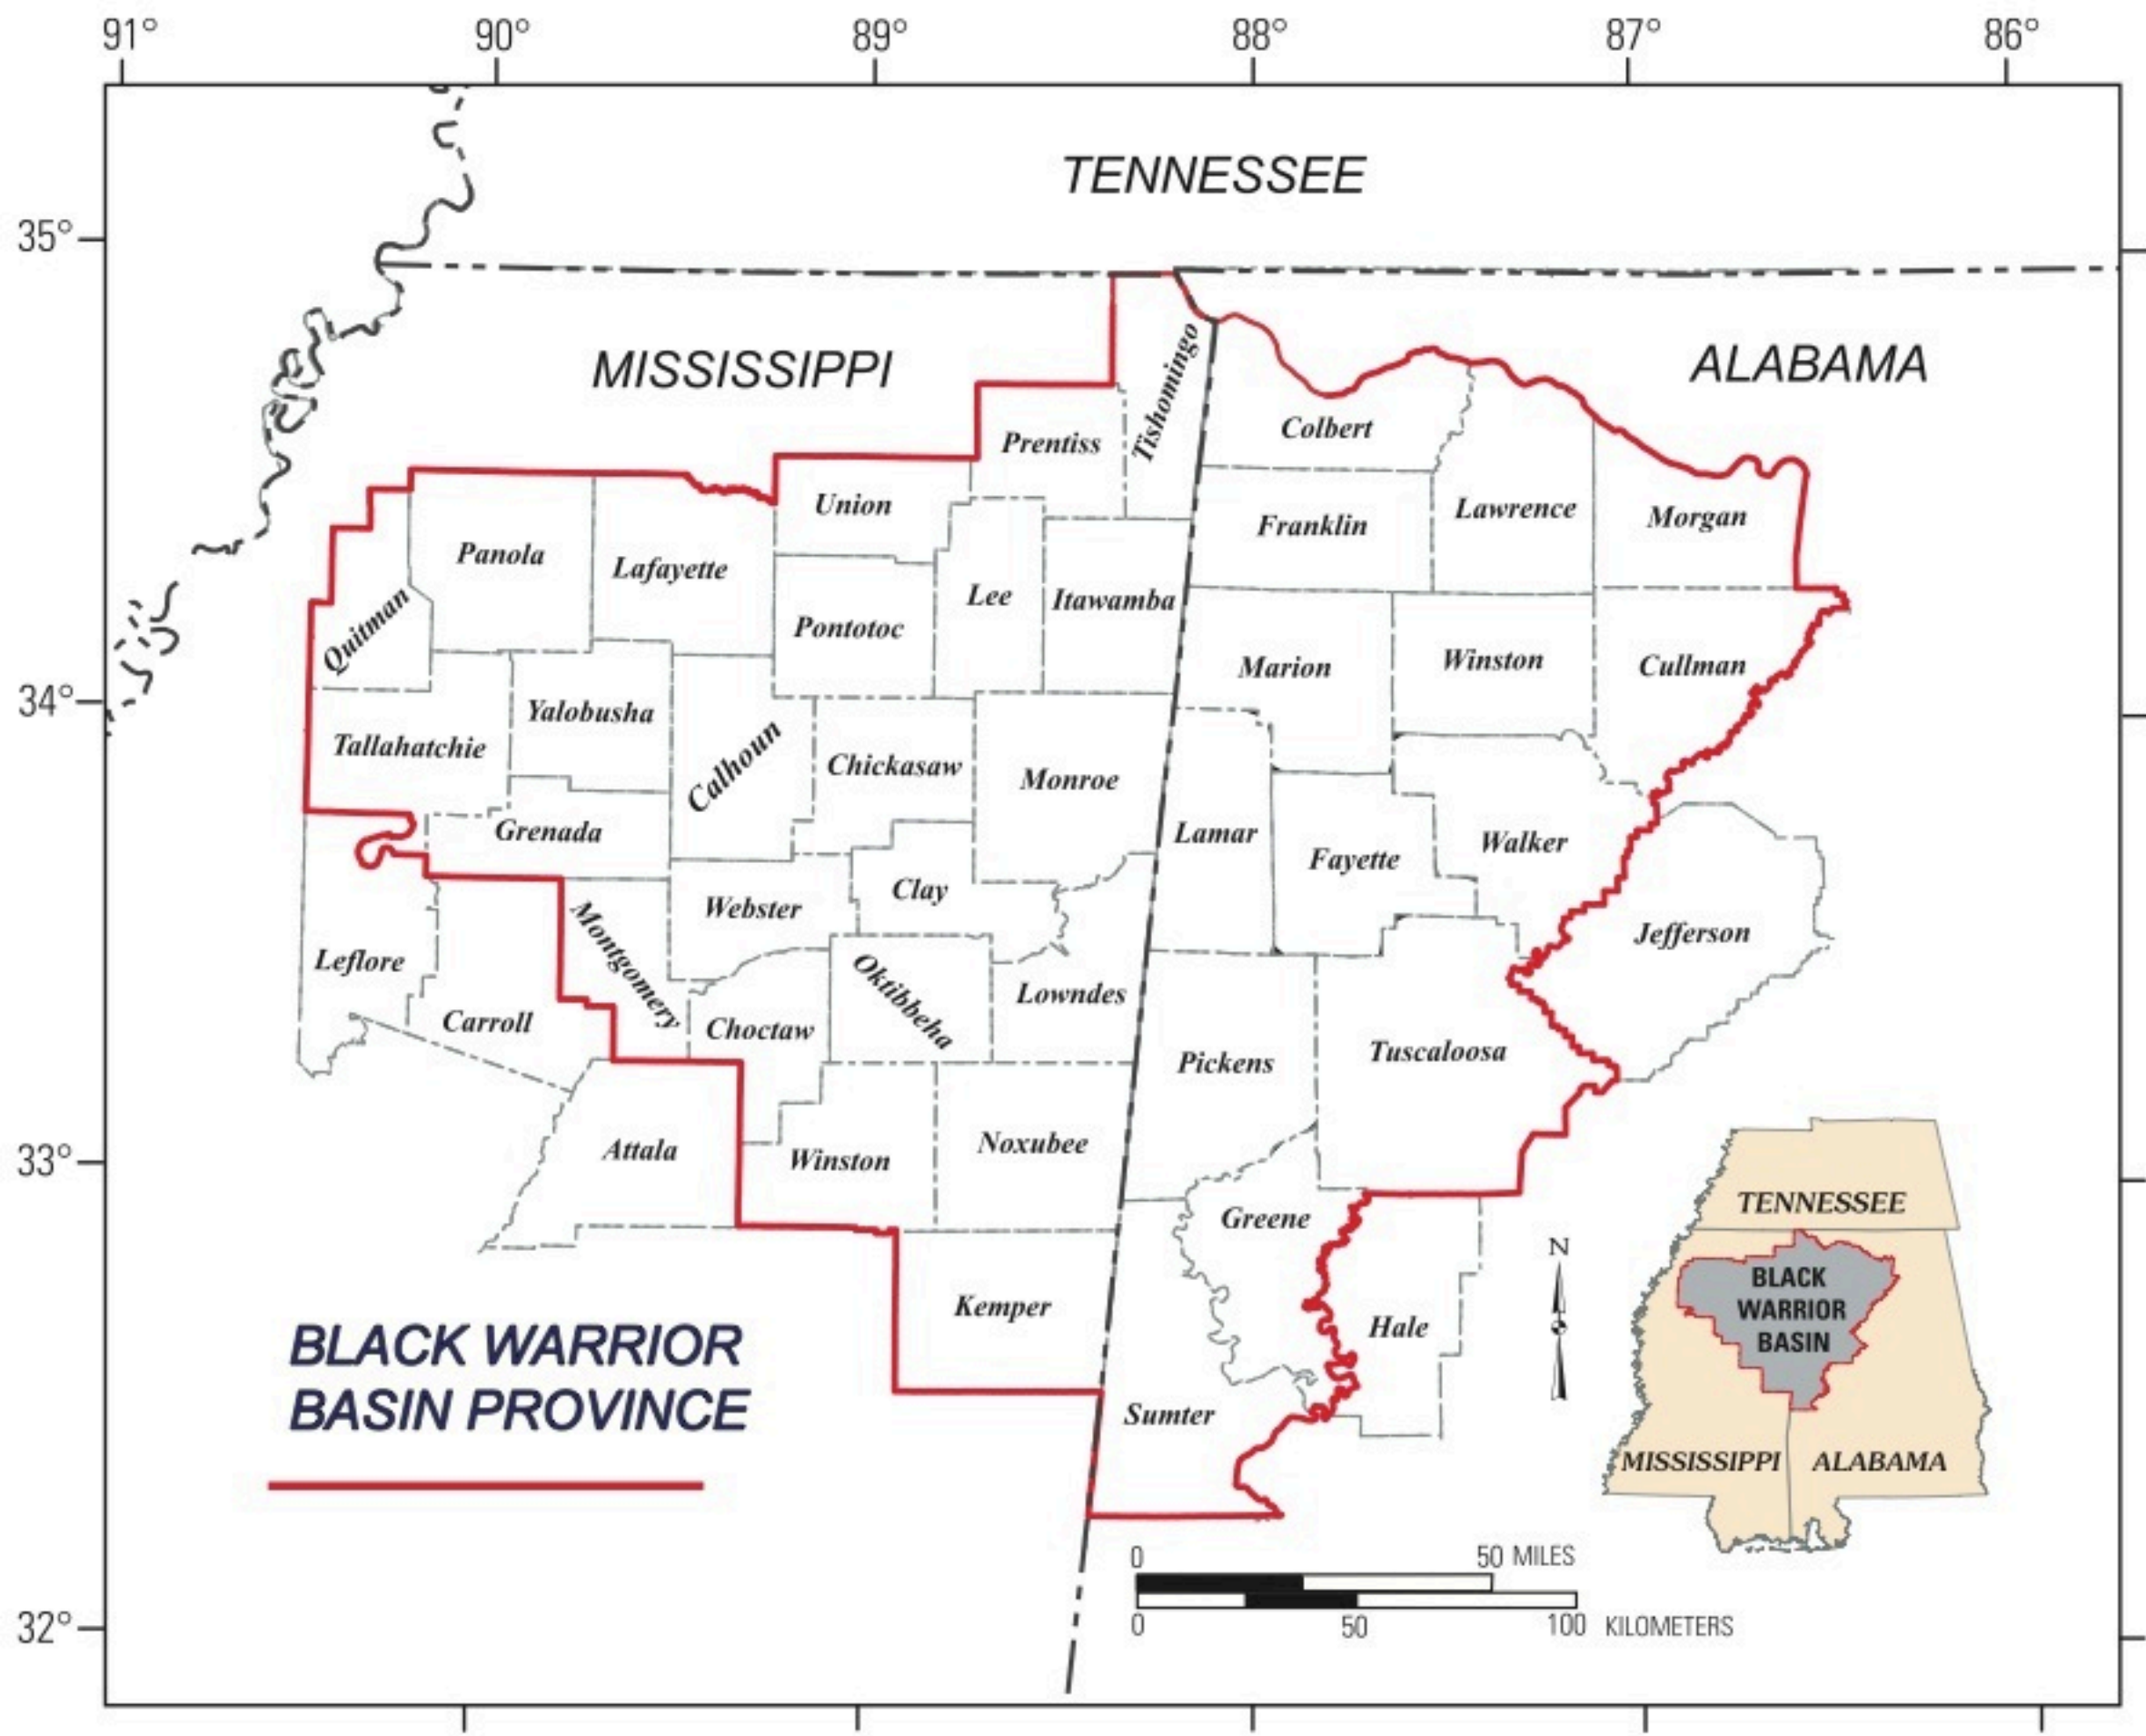 91° 90° 89° 88° 87° 86°
TENNESSEE
35°
MISSISSIPPI
ALABAMA
Tishomingo
Prentiss
Colbert
Union
Lawrence
Franklin
Morgan
Panola
Lafayette
Lee
Itawamba
Quitman
Pontotoc
Marion
Winston
Cullman
34°
Yalobusha
Tallahatchie
Calhoun
Chickasaw
Monroe
Grenada
Lamar
Fayette
Walker
Webster
Clay
Montgomery
Jefferson
Leflore
Carroll
Choctaw
Oktibbeha
Lowndes
Pickens
Tuscaloosa
33°
Attala
Winston
Noxubee
Greene
Kemper
Hale
Sumter
N
BLACK WARRIOR
BASIN PROVINCE
TENNESSEE
BLACK
WARRIOR
BASIN
MISSISSIPPI
ALABAMA
0 50 MILES
0 50 100 KILOMETERS
32°